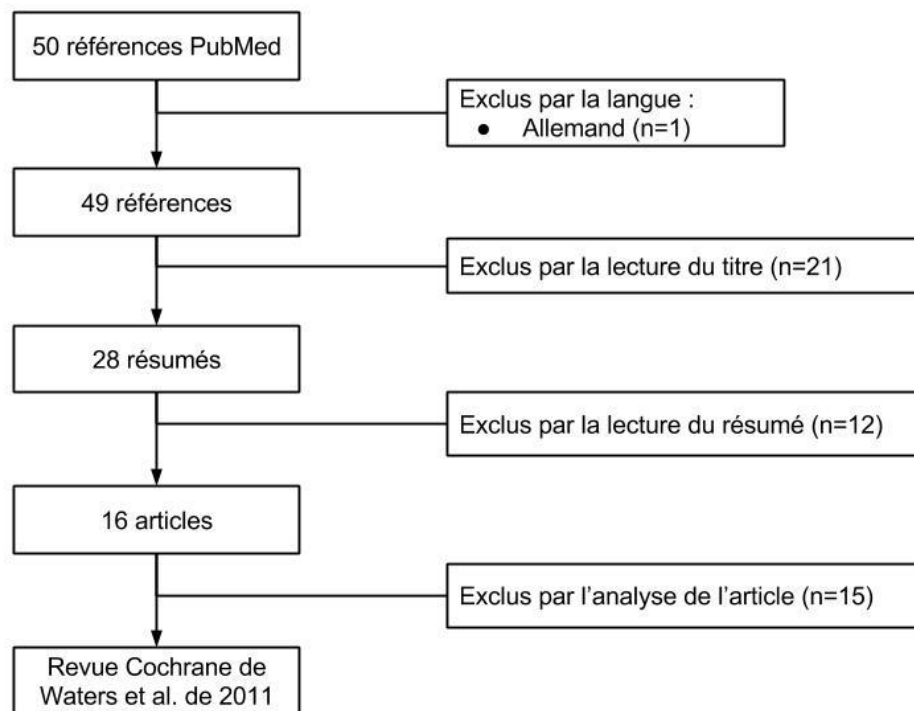 50 références PubMed
Exclus par la langue :
● Allemand (n=1)
49 références
Exclus par la lecture du titre (n=21)
28 résumés
Exclus par la lecture du résumé (n=12)
16 articles
Exclus par l’analyse de l’article (n=15)
Revue Cochrane de
Waters et al. de 2011